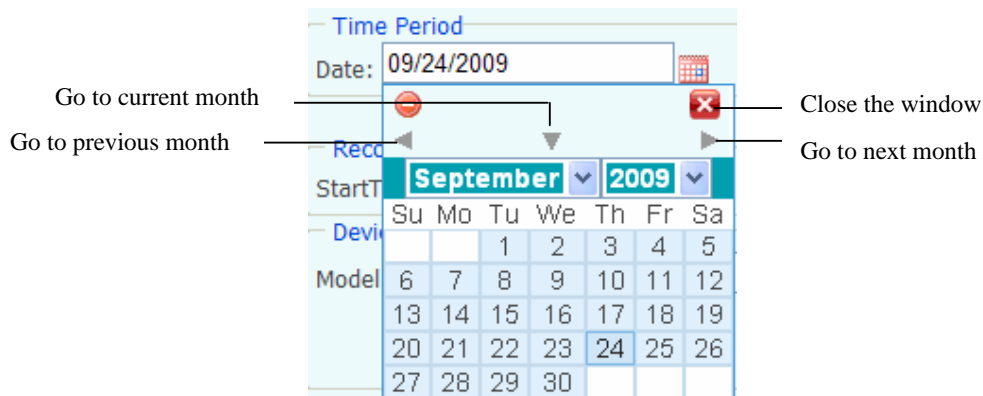 Time Period
Date: 09/24/2009
Go to current month
Close the window
Go to previous month
Go to next month
Reco
September 2009
StartT
Su Mo Tu We Th Fr Sa
Devi
1 2 3 4 5
Model
6 7 8 9 10 11 12
13 14 15 16 17 18 19
20 21 22 23 24 25 26
27 28 29 30